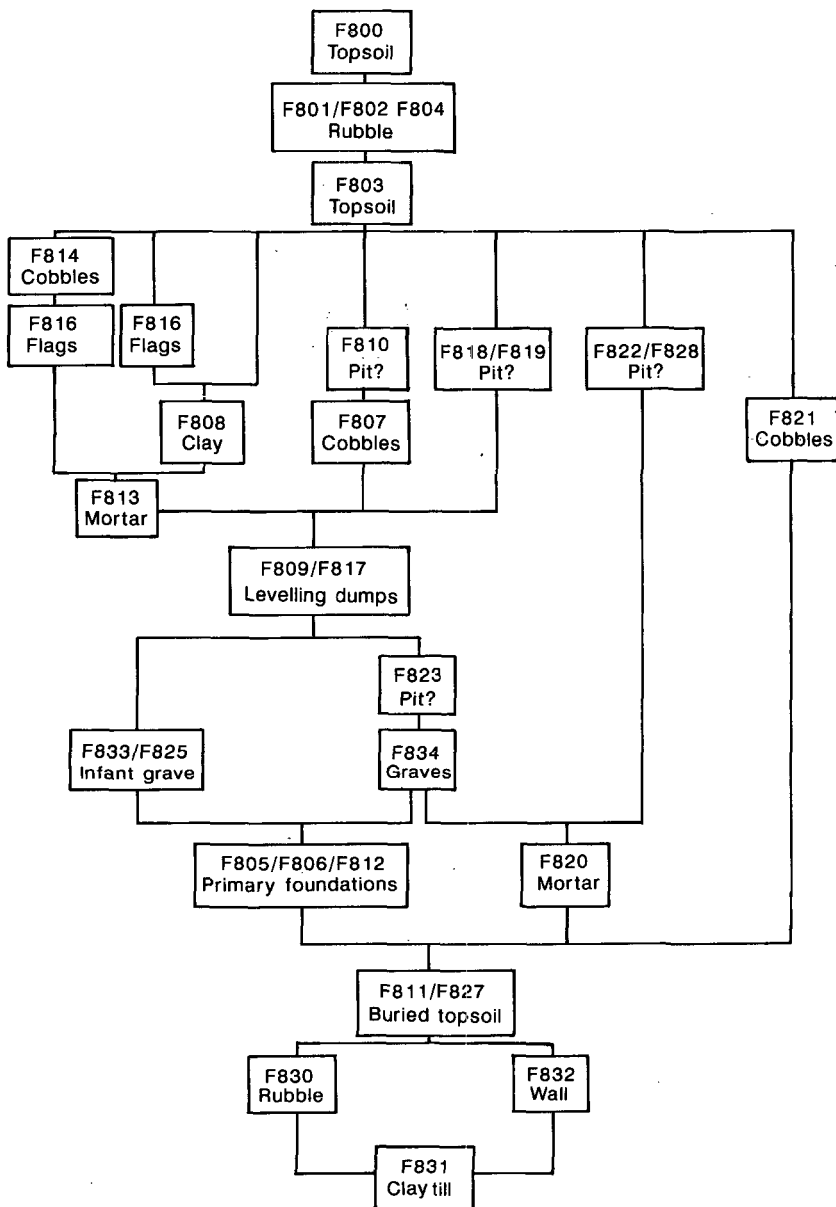 F800
Topsoil
F801/F802 F804
Rubble
F803
Topsoil
F814
Cobbles
F816
Flags
F816
Flags
F810
Pit?
F818/F819
Pit?
F822/F828
Pit?
F808
Clay
F807
Cobbles
F821
Cobbles
F813
Mortar
F809/F817
Levelling dumps
F823
Pit?
F833/F825
Infant grave
F834
Graves
F805/F806/F812
Primary foundations
F820
Mortar
F811/F827
Buried topsoil
F830
Rubble
F832
Wall
F831
Clay till